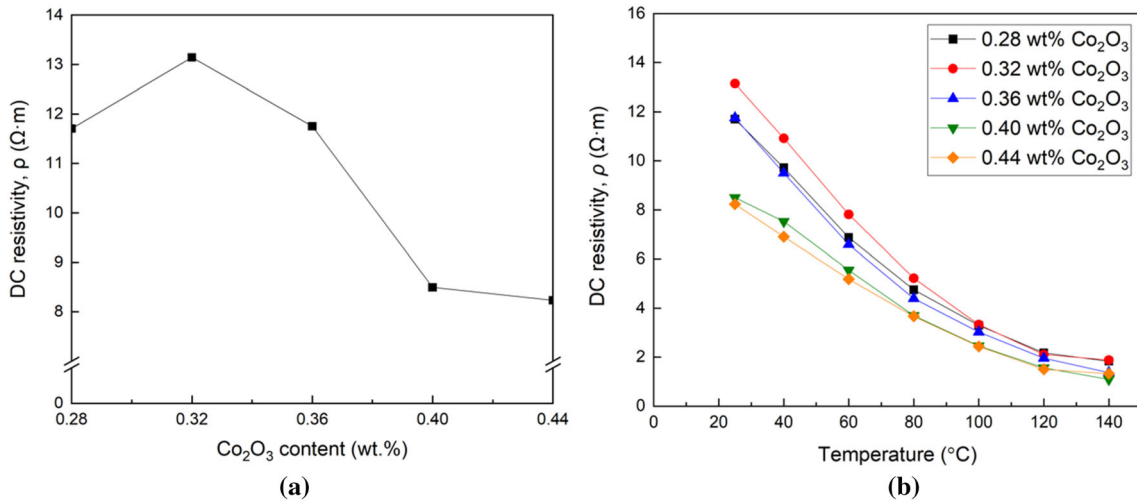 14
13
12
11
10
9
8
0
0.28
0.32
0.36
0.40
0.44
DC resistivity, ρ (Ω·m)
Co₂O₃ content (wt.%)
(a)
16
14
12
10
8
6
4
2
0
0
20
40
60
80
100
120
140
DC resistivity, ρ (Ω·m)
Temperature (°C)
0.28 wt% Co₂O₃
0.32 wt% Co₂O₃
0.36 wt% Co₂O₃
0.40 wt% Co₂O₃
0.44 wt% Co₂O₃
(b)